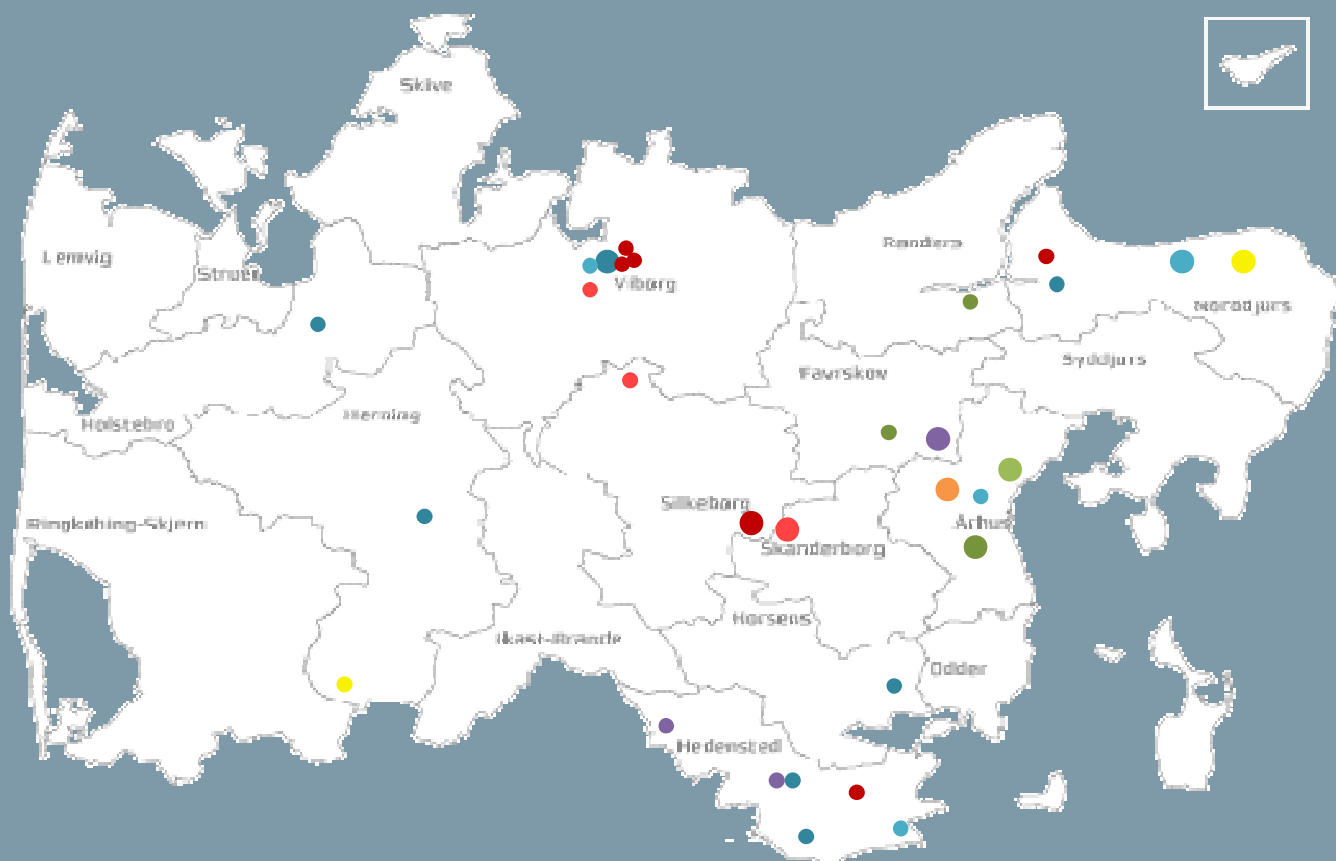 Skive
Randers
Lemvig
Struer
Viborg
Norddjurs
Syddjurs
Favrskov
Herning
Holstebro
Silkeborg
Ringkøbing-Skjern
Århus
Skanderborg
Horsens
Ikast-Brande
Odder
Hedensted